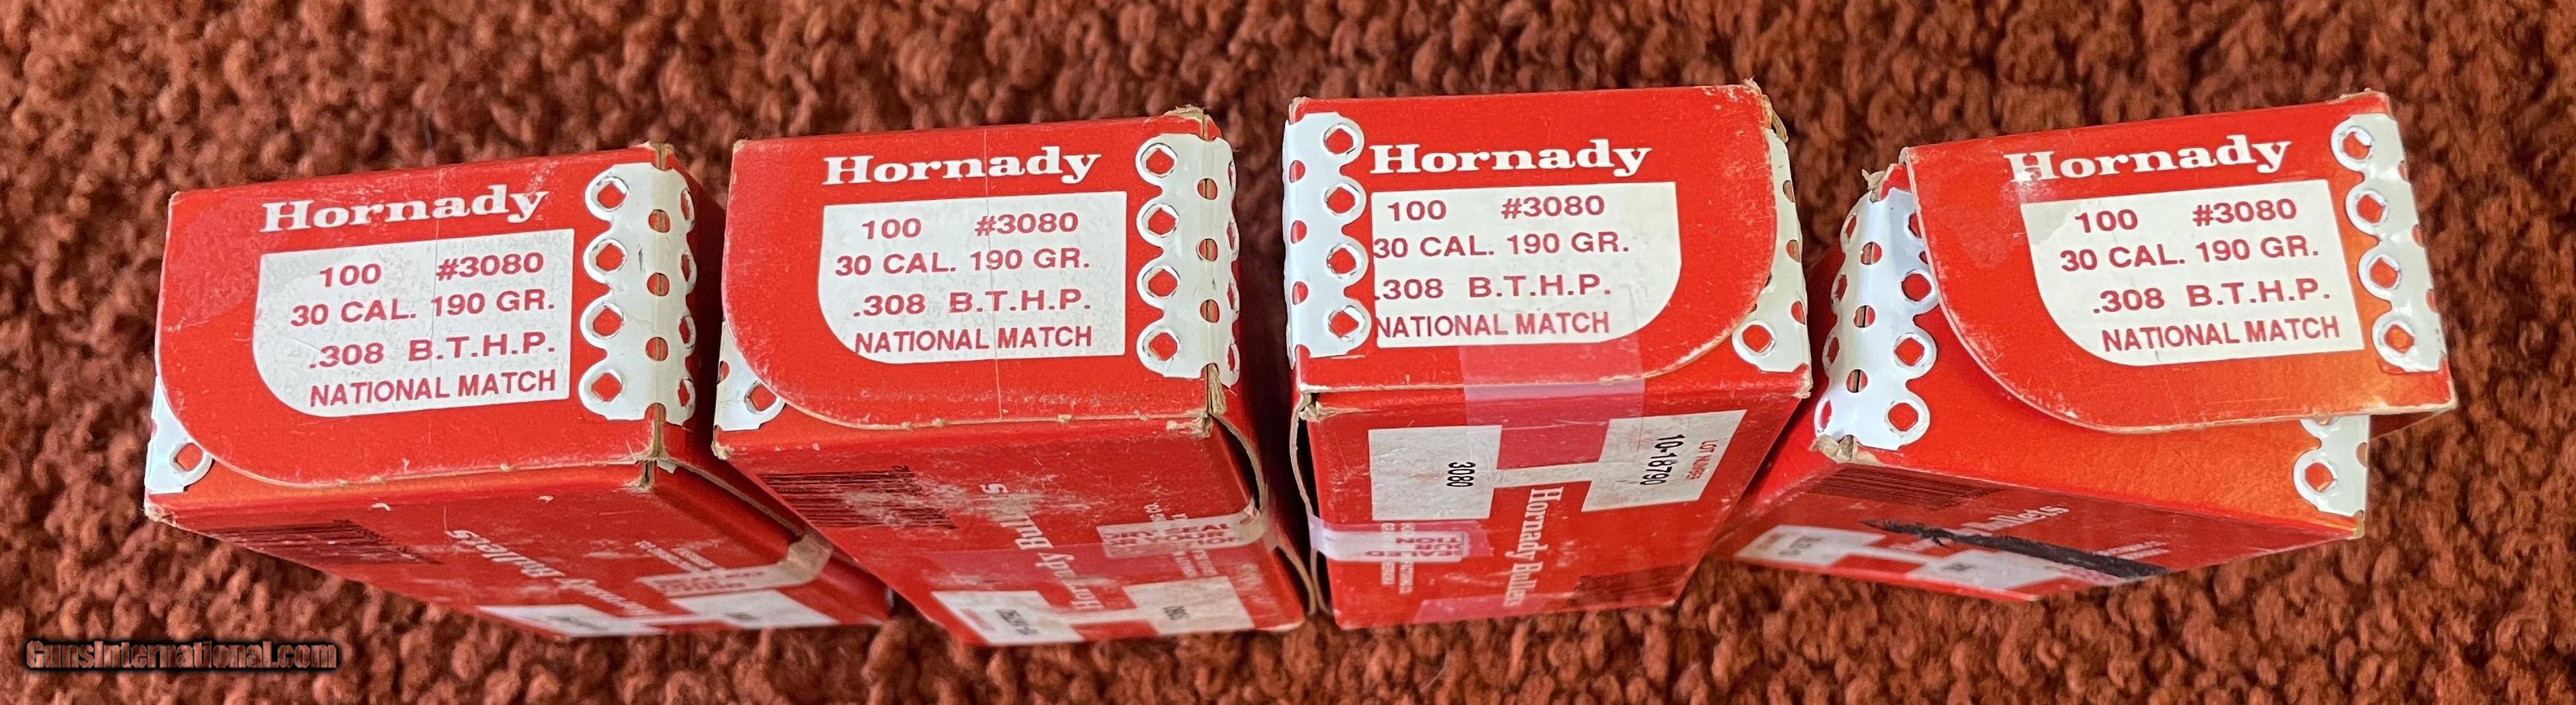 Hornady
100 #3080
30 CAL. 190 GR.
.308 B.T.H.P.
NATIONAL MATCH
Hornady
100 #3080
30 CAL. 190 GR.
.308 B.T.H.P.
NATIONAL MATCH
Hornady
100 #3080
30 CAL. 190 GR.
.308 B.T.H.P.
NATIONAL MATCH
Hornady
100 #3080
30 CAL. 190 GR.
.308 B.T.H.P.
NATIONAL MATCH
Hornady Bullets
LOT NUMBER
10-18790
3080
Hornady Bullets
GunsInternational.com